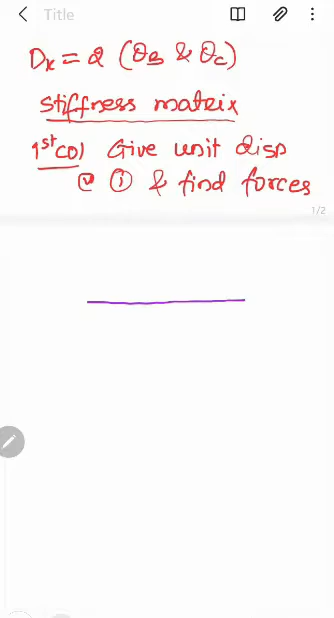 Title
Dk = 2 (θB & θC)
Stiffness matrix
1st col Give unit disp
@ ① & find forces
1/2